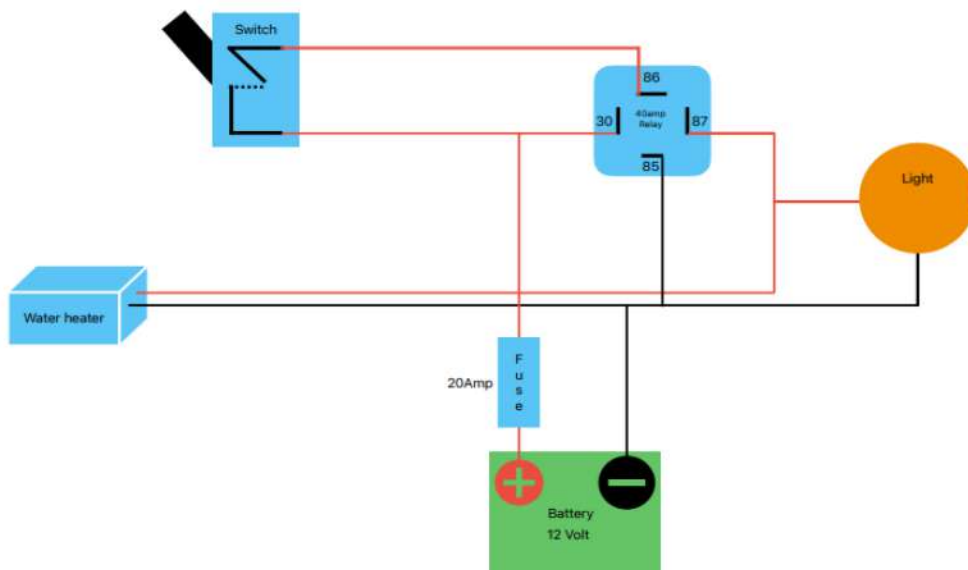 Switch
86
30
40amp
Relay
87
85
Light
Water heater
20Amp
F
u
s
e
Battery
12 Volt